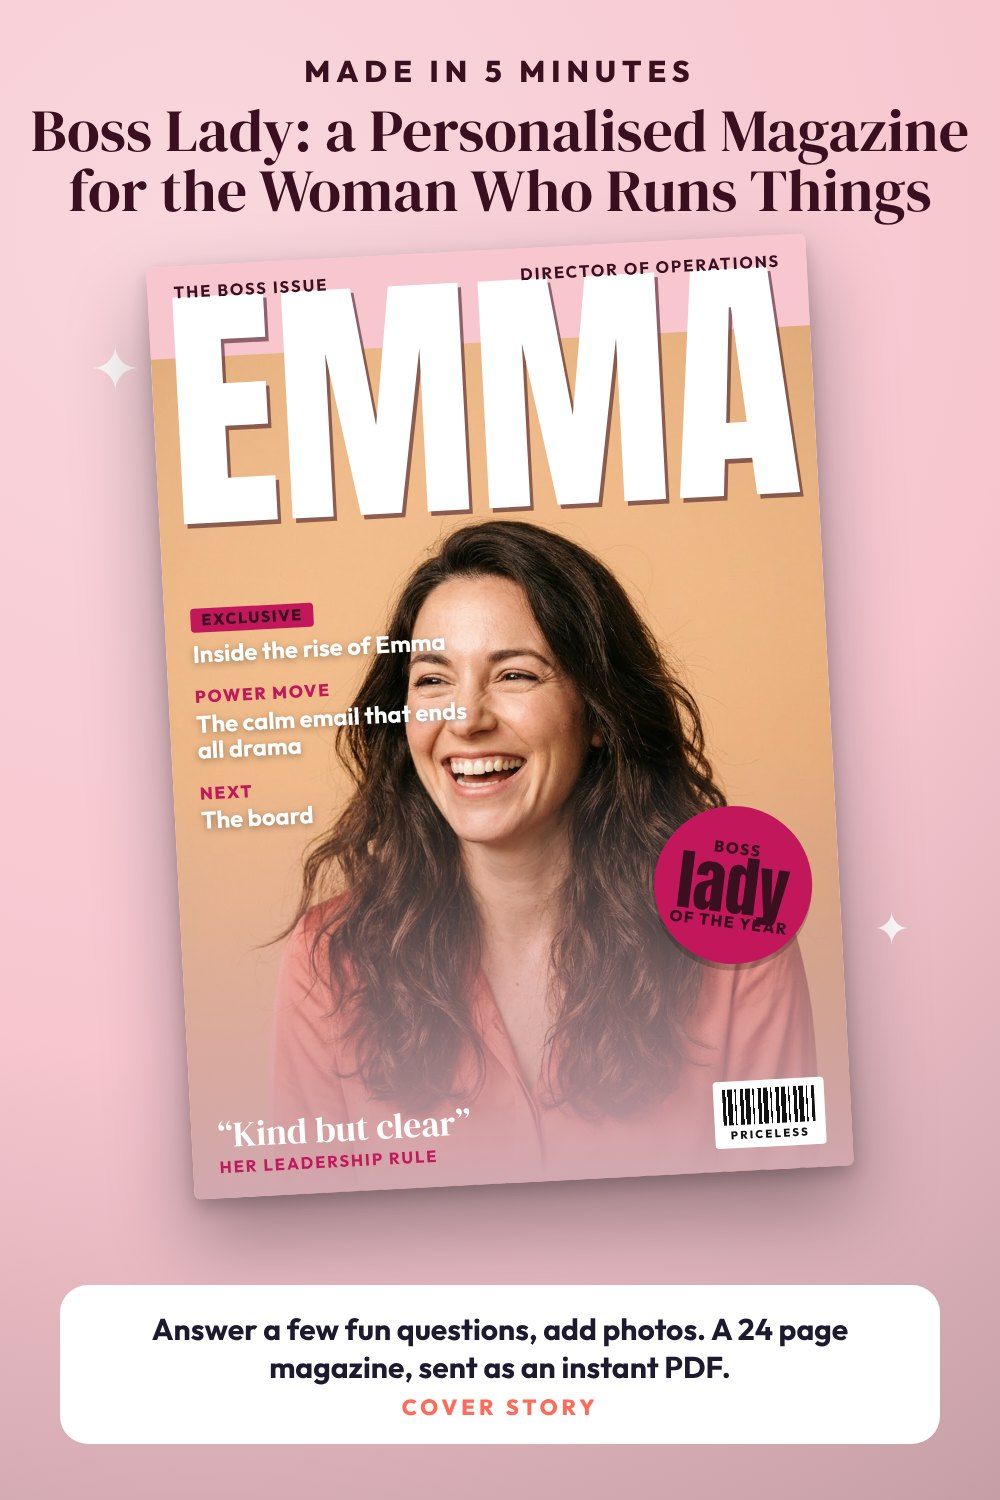 MADE IN 5 MINUTES
Boss Lady: a Personalised Magazine
for the Woman Who Runs Things
THE BOSS ISSUE
DIRECTOR OF OPERATIONS
EMMA
EXCLUSIVE
Inside the rise of Emma
POWER MOVE
The calm email that ends
all drama
NEXT
The board
BOSS
lady
OF THE YEAR
“Kind but clear”
HER LEADERSHIP RULE
PRICELESS
Answer a few fun questions, add photos. A 24 page
magazine, sent as an instant PDF.
COVER STORY